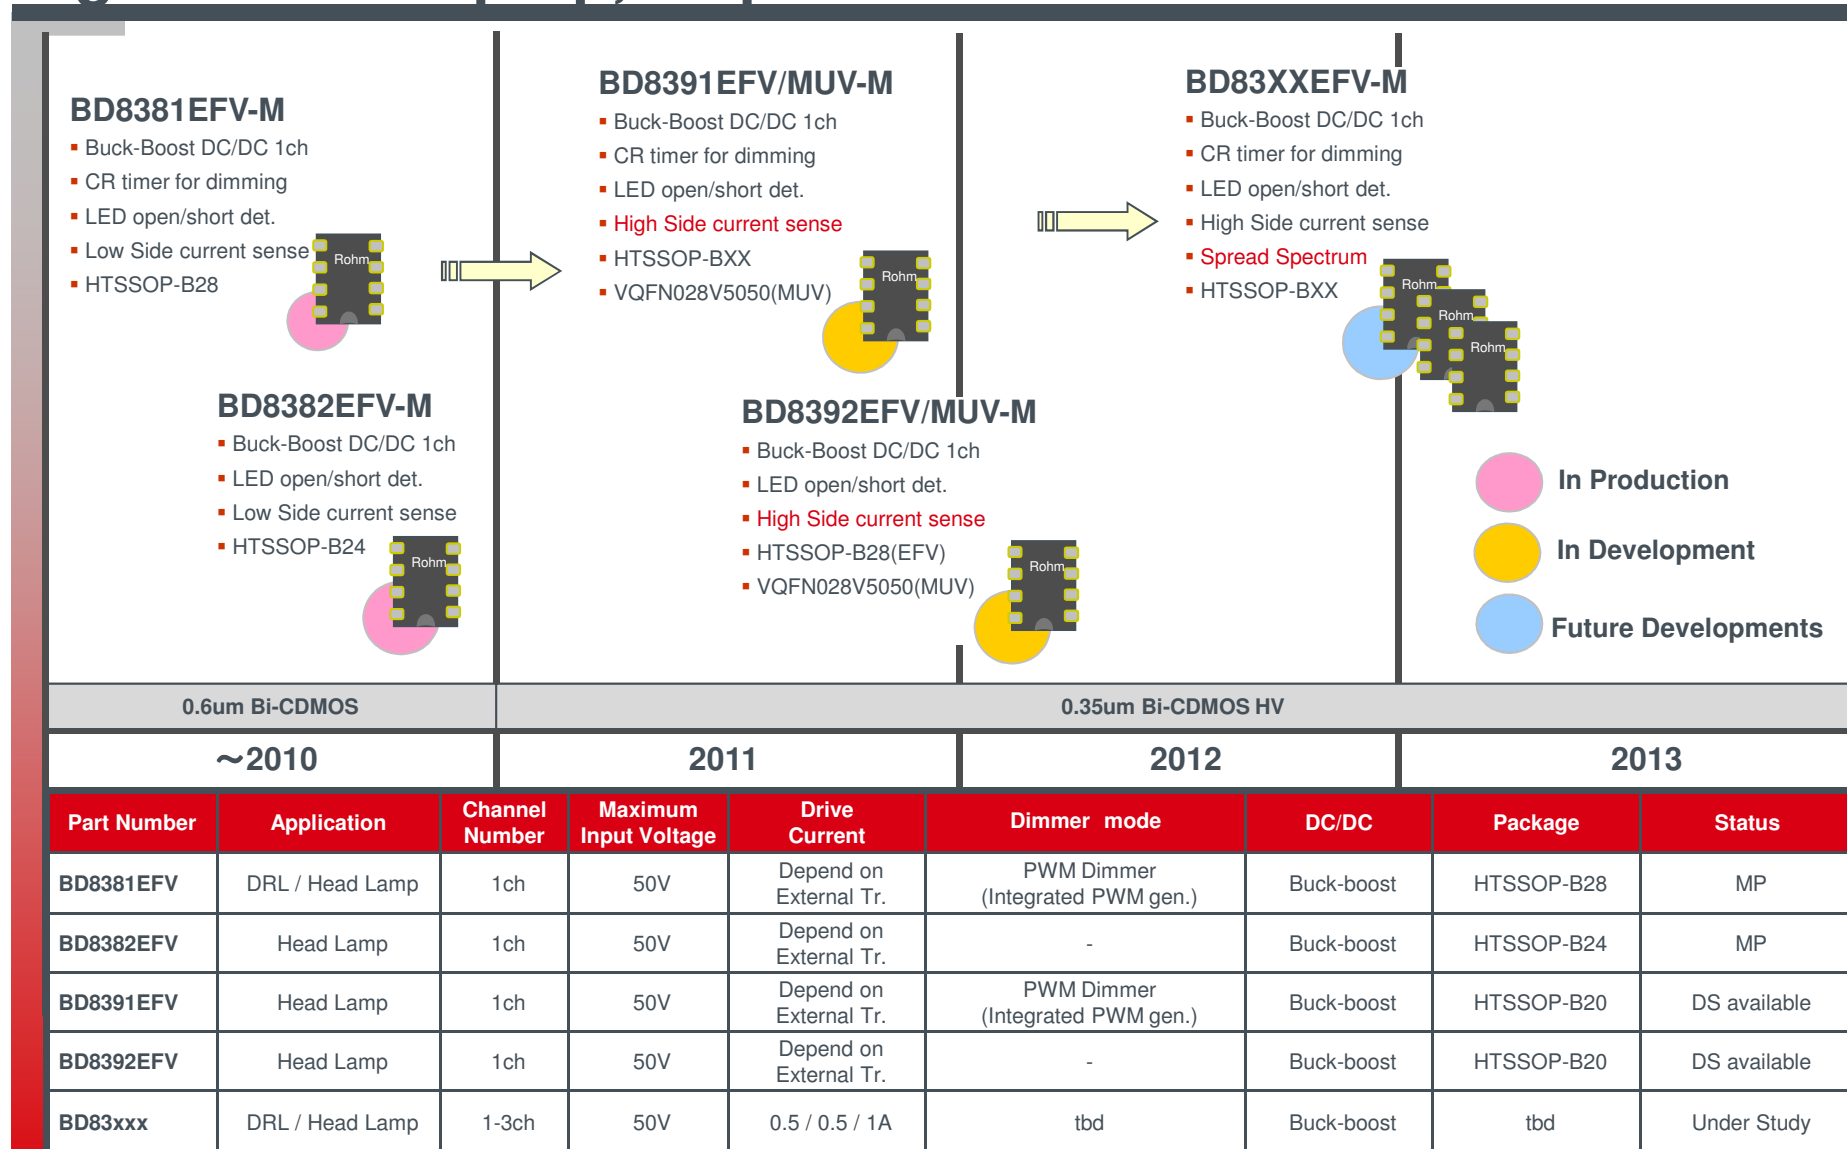 BD8381EFV-M
▪ Buck-Boost DC/DC 1ch
▪ CR timer for dimming
▪ LED open/short det.
▪ Low Side current sense
▪ HTSSOP-B28
Rohm
BD8382EFV-M
▪ Buck-Boost DC/DC 1ch
▪ LED open/short det.
▪ Low Side current sense
▪ HTSSOP-B24
Rohm
BD8391EFV/MUV-M
▪ Buck-Boost DC/DC 1ch
▪ CR timer for dimming
▪ LED open/short det.
▪ High Side current sense
▪ HTSSOP-BXX
▪ VQFN028V5050(MUV)
Rohm
BD8392EFV/MUV-M
▪ Buck-Boost DC/DC 1ch
▪ LED open/short det.
▪ High Side current sense
▪ HTSSOP-B28(EFV)
▪ VQFN028V5050(MUV)
Rohm
BD83XXEFV-M
▪ Buck-Boost DC/DC 1ch
▪ CR timer for dimming
▪ LED open/short det.
▪ High Side current sense
▪ Spread Spectrum
▪ HTSSOP-BXX
Rohm
Rohm
Rohm
In Production
In Development
Future Developments
0.6um Bi-CDMOS 0.35um Bi-CDMOS HV
～2010 2011 2012 2013
Part Number Application Channel Number Maximum Input Voltage Drive Current Dimmer mode DC/DC Package Status
BD8381EFV DRL / Head Lamp 1ch 50V Depend on External Tr. PWM Dimmer (Integrated PWM gen.) Buck-boost HTSSOP-B28 MP
BD8382EFV Head Lamp 1ch 50V Depend on External Tr. - Buck-boost HTSSOP-B24 MP
BD8391EFV Head Lamp 1ch 50V Depend on External Tr. PWM Dimmer (Integrated PWM gen.) Buck-boost HTSSOP-B20 DS available
BD8392EFV Head Lamp 1ch 50V Depend on External Tr. - Buck-boost HTSSOP-B20 DS available
BD83xxx DRL / Head Lamp 1-3ch 50V 0.5 / 0.5 / 1A tbd Buck-boost tbd Under Study